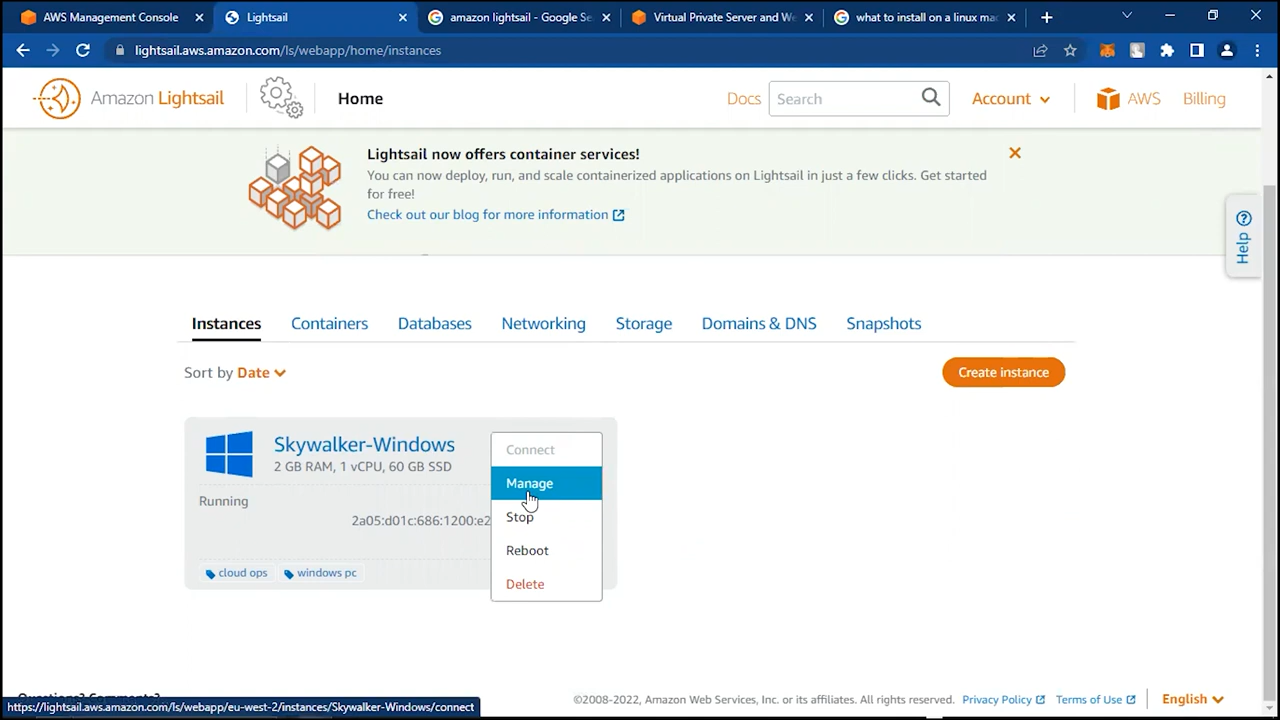 AWS Management Console
Lightsail
amazon lightsail - Google Se
Virtual Private Server and We
what to install on a linux mac
lightsail.aws.amazon.com/ls/webapp/home/instances
Amazon Lightsail
Home
Docs
Search
Account
AWS
Billing
Lightsail now offers container services!
You can now deploy, run, and scale containerized applications on Lightsail in just a few clicks. Get started
for free!
Check out our blog for more information
Help
Instances
Containers
Databases
Networking
Storage
Domains & DNS
Snapshots
Sort by Date
Create instance
Skywalker-Windows
2 GB RAM, 1 vCPU, 60 GB SSD
Running
2a05:d01c:686:1200:e2
cloud ops
windows pc
Connect
Manage
Stop
Reboot
Delete
Questions? Comments?
©2008-2022, Amazon Web Services, Inc. or its affiliates. All rights reserved.
Privacy Policy
Terms of Use
English
https://lightsail.aws.amazon.com/ls/webapp/eu-west-2/instances/Skywalker-Windows/connect